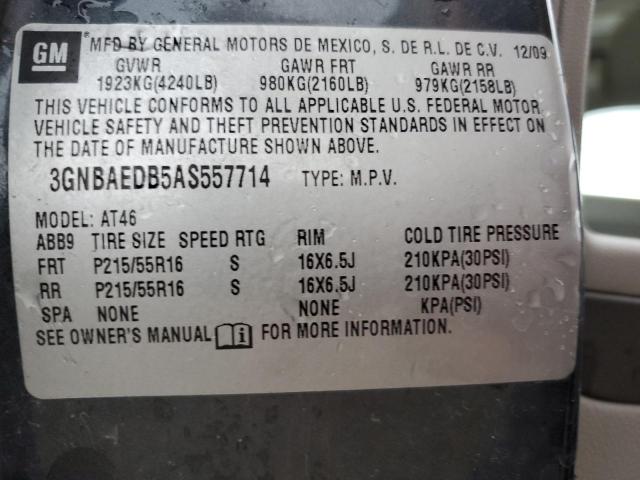 GM MFD BY GENERAL MOTORS DE MEXICO, S. DE R.L. DE C.V. 12/09
GVWR GAWR FRT GAWR RR
1923KG(4240LB) 980KG(2160LB) 979KG(2158LB)
THIS VEHICLE CONFORMS TO ALL APPLICABLE U.S. FEDERAL MOTOR
VEHICLE SAFETY AND THEFT PREVENTION STANDARDS IN EFFECT ON
THE DATE OF MANUFACTURE SHOWN ABOVE.
3GNBAEDB5AS557714 TYPE: M.P.V.
MODEL: AT46
ABB9 TIRE SIZE SPEED RTG RIM COLD TIRE PRESSURE
FRT P215/55R16 S 16X6.5J 210KPA(30PSI)
RR P215/55R16 S 16X6.5J 210KPA(30PSI)
SPA NONE NONE KPA(PSI)
SEE OWNER'S MANUAL i FOR MORE INFORMATION.